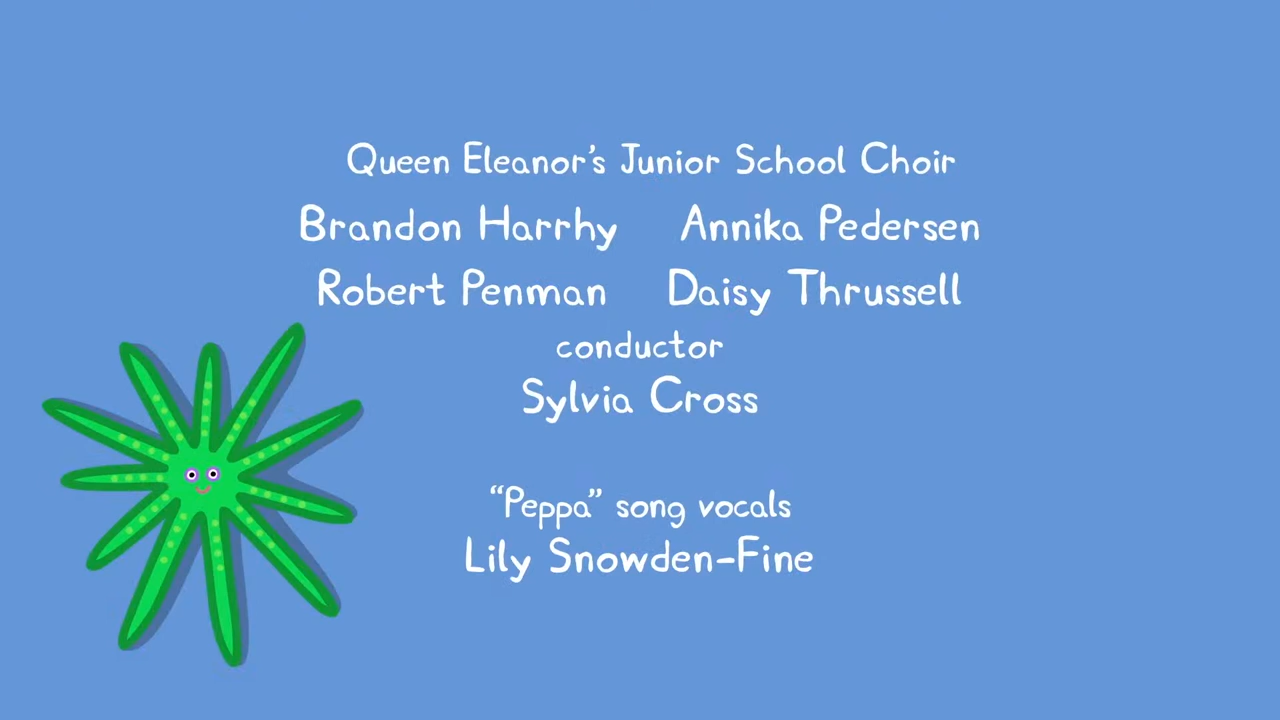 Queen Eleanor's Junior School Choir
Brandon Harrhy Annika Pedersen
Robert Penman Daisy Thrussell
conductor
Sylvia Cross
“Peppa” song vocals
Lily Snowden-Fine